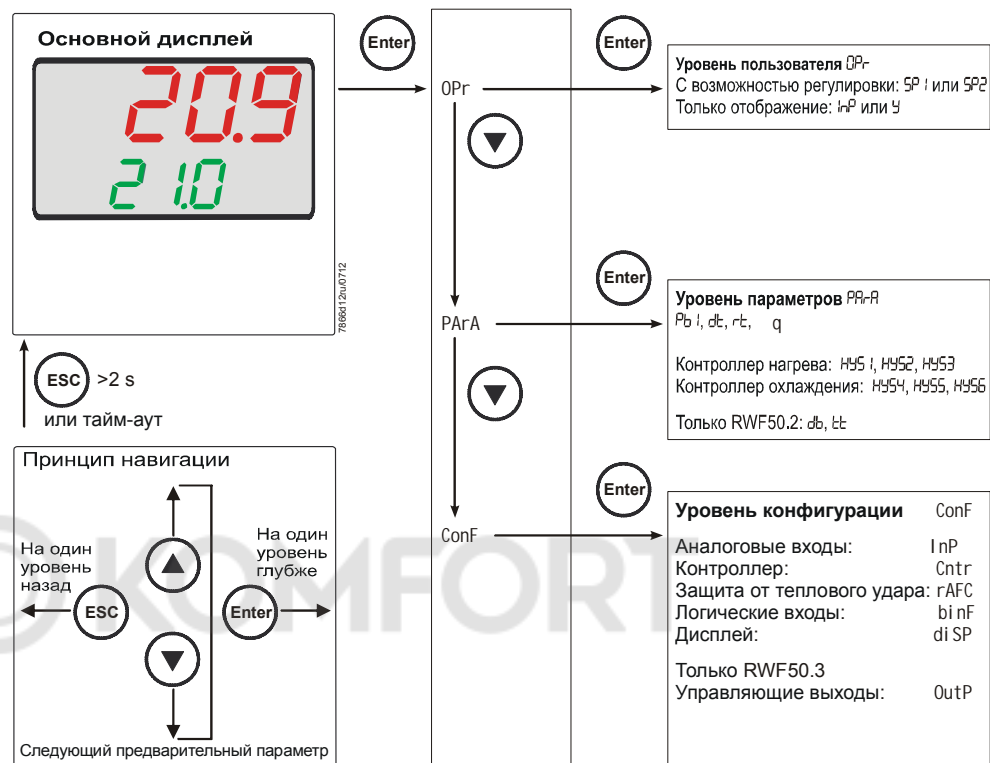 Основной дисплей
20.9
21.0
7866d12ru/0712
ESC >2 s
или тайм-аут
Принцип навигации
На один
уровень
назад
ESC
На один
уровень
глубже
Enter
Следующий предварительный параметр
Enter
OPr
PArA
ConF
Enter
Уровень пользователя OPr
С возможностью регулировки: SP1 или SP2
Только отображение: InP или y
Enter
Уровень параметров PArA
Pb1, dt, rt, q
Контроллер нагрева: HYS1, HYS2, HYS3
Контроллер охлаждения: HYS4, HYS5, HYS6
Только RWF50.2: db, tt
Enter
Уровень конфигурации ConF
Аналоговые входы: InP
Контроллер: Cntr
Защита от теплового удара: rAFC
Логические входы: binF
Дисплей: diSP
Только RWF50.3
Управляющие выходы: OutP
KOMFORT